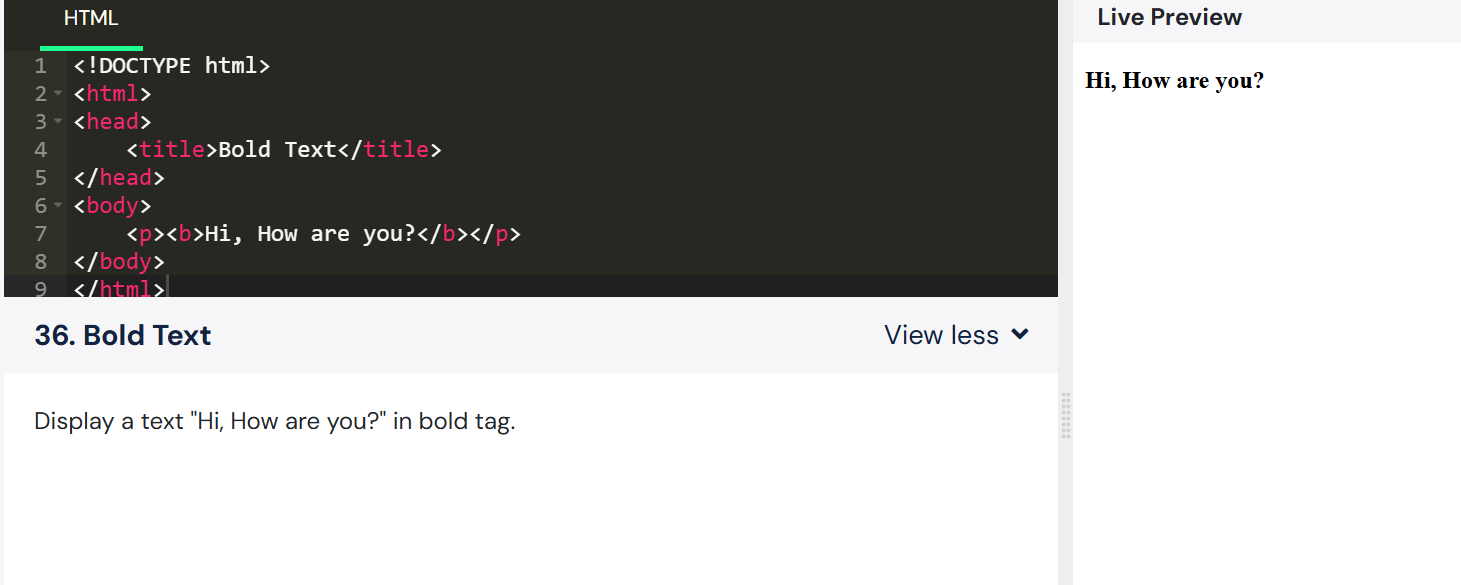 HTML
1 <!DOCTYPE html>
2 <html>
3 <head>
4     <title>Bold Text</title>
5 </head>
6 <body>
7     <p><b>Hi, How are you?</b></p>
8 </body>
9 </html>
36. Bold Text
View less
Display a text "Hi, How are you?" in bold tag.
Live Preview
Hi, How are you?